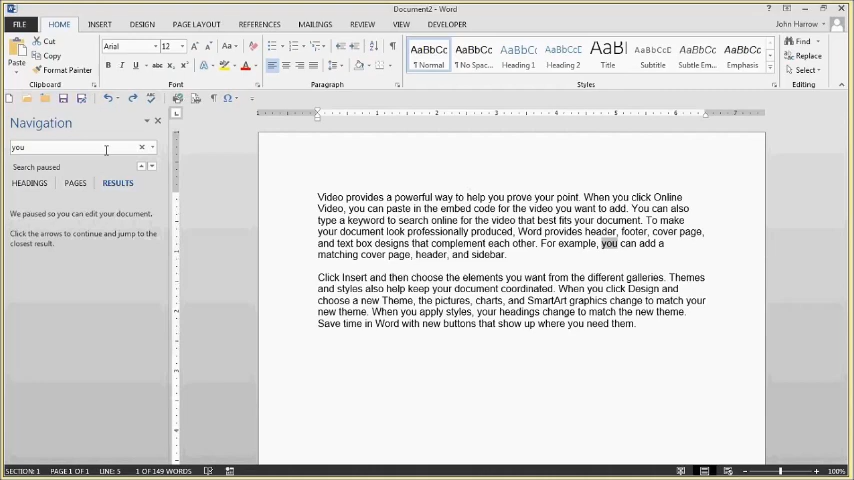 Document2 - Word
FILE HOME INSERT DESIGN PAGE LAYOUT REFERENCES MAILINGS REVIEW VIEW DEVELOPER John Harrow
Paste
Cut
Copy
Format Painter
Clipboard
Arial 12
Font
Paragraph
AaBbCc AaBbCc AaBbCc AaBbCc AaBl AaBbCc AaBbCc AaBbCc
¶ Normal ¶ No Spac... Heading 1 Heading 2 Title Subtitle Subtle Em... Emphasis
Styles
Find
Replace
Select
Editing
Navigation
you
Search paused
HEADINGS PAGES RESULTS
We paused so you can edit your document.
Click the arrows to continue and jump to the
closest result.
Video provides a powerful way to help you prove your point. When you click Online
Video, you can paste in the embed code for the video you want to add. You can also
type a keyword to search online for the video that best fits your document. To make
your document look professionally produced, Word provides header, footer, cover page,
and text box designs that complement each other. For example, you can add a
matching cover page, header, and sidebar.
Click Insert and then choose the elements you want from the different galleries. Themes
and styles also help keep your document coordinated. When you click Design and
choose a new Theme, the pictures, charts, and SmartArt graphics change to match your
new theme. When you apply styles, your headings change to match the new theme.
Save time in Word with new buttons that show up where you need them.
SECTION: 1 PAGE 1 OF 1 LINE: 5 1 OF 149 WORDS 100%